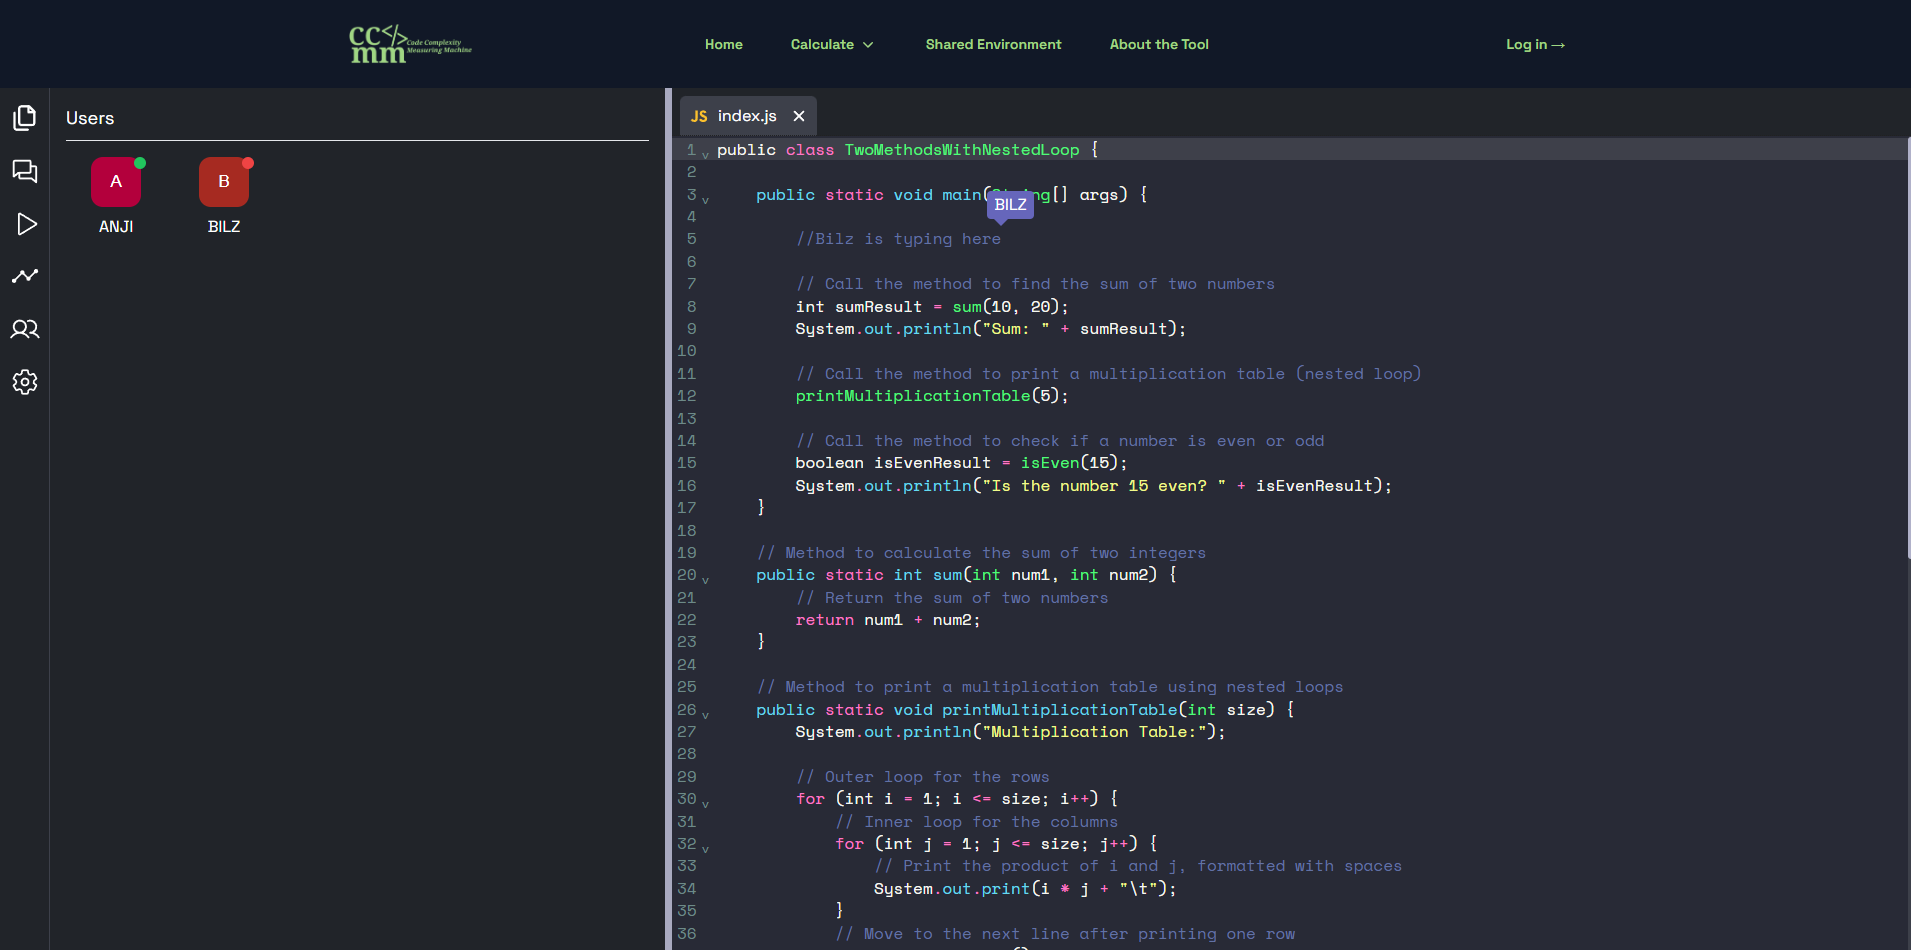 CC</>
mm Code Complexity
Measuring Machine
Home
Calculate
Shared Environment
About the Tool
Log in →
Users
A
ANJI
B
BILZ
JS index.js ×
1 public class TwoMethodsWithNestedLoop {
2
3 public static void main( ng[] args) {
BILZ
4
5 //Bilz is typing here
6
7 // Call the method to find the sum of two numbers
8 int sumResult = sum(10, 20);
9 System.out.println("Sum: " + sumResult);
10
11 // Call the method to print a multiplication table (nested loop)
12 printMultiplicationTable(5);
13
14 // Call the method to check if a number is even or odd
15 boolean isEvenResult = isEven(15);
16 System.out.println("Is the number 15 even? " + isEvenResult);
17 }
18
19 // Method to calculate the sum of two integers
20 public static int sum(int num1, int num2) {
21 // Return the sum of two numbers
22 return num1 + num2;
23 }
24
25 // Method to print a multiplication table using nested loops
26 public static void printMultiplicationTable(int size) {
27 System.out.println("Multiplication Table:");
28
29 // Outer loop for the rows
30 for (int i = 1; i <= size; i++) {
31 // Inner loop for the columns
32 for (int j = 1; j <= size; j++) {
33 // Print the product of i and j, formatted with spaces
34 System.out.print(i * j + "\t");
35 }
36 // Move to the next line after printing one row